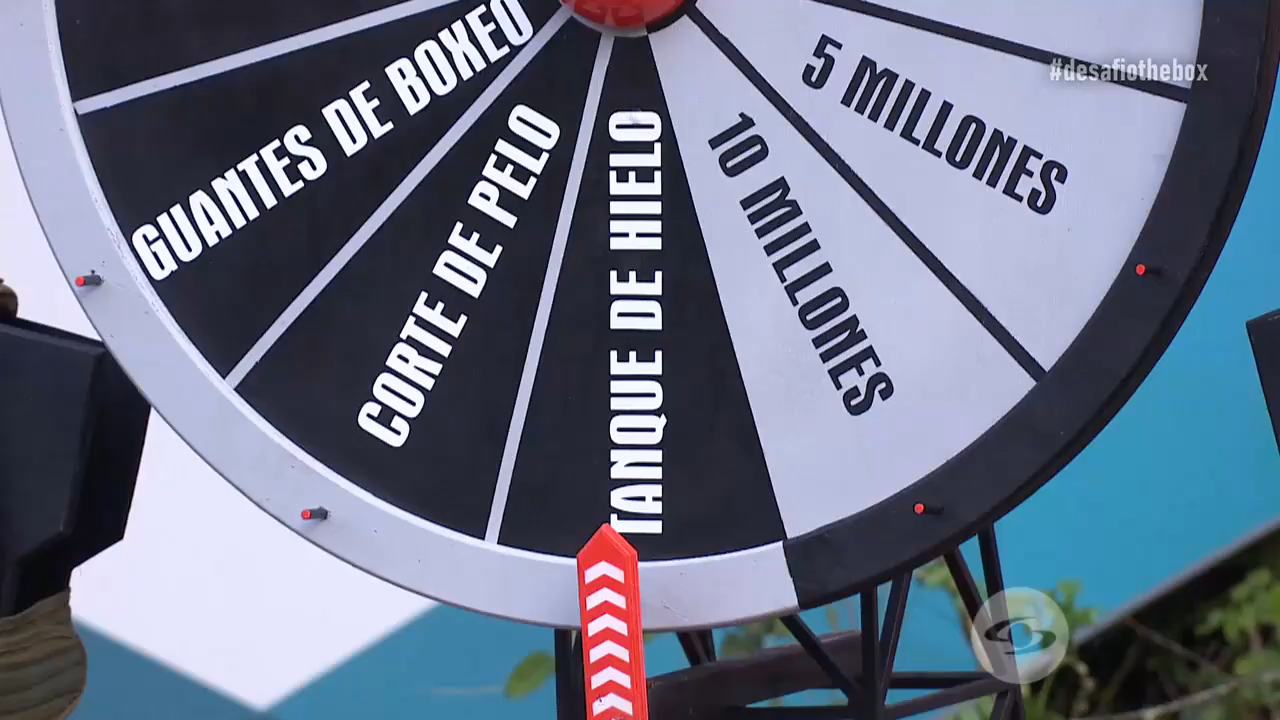 #desafiothebox
GUANTES DE BOXEO
CORTE DE PELO
TANQUE DE HIELO
10 MILLONES
5 MILLONES